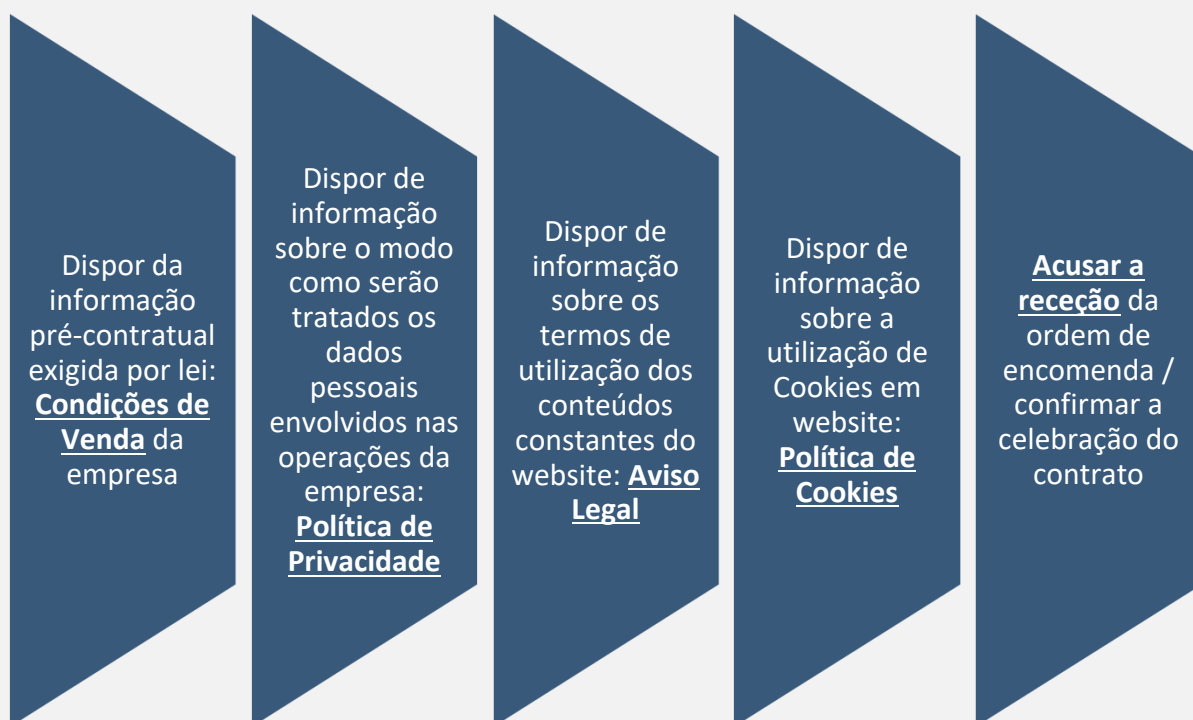 Dispor da
informação
pré-contratual
exigida por lei:
Condições de
Venda da
empresa
Dispor de
informação
sobre o modo
como serão
tratados os
dados
pessoais
envolvidos nas
operações da
empresa:
Política de
Privacidade
Dispor de
informação
sobre os
termos de
utilização dos
conteúdos
constantes do
website: Aviso
Legal
Dispor de
informação
sobre a
utilização de
Cookies em
website:
Política de
Cookies
Acusar a
receção da
ordem de
encomenda /
confirmar a
celebração do
contrato